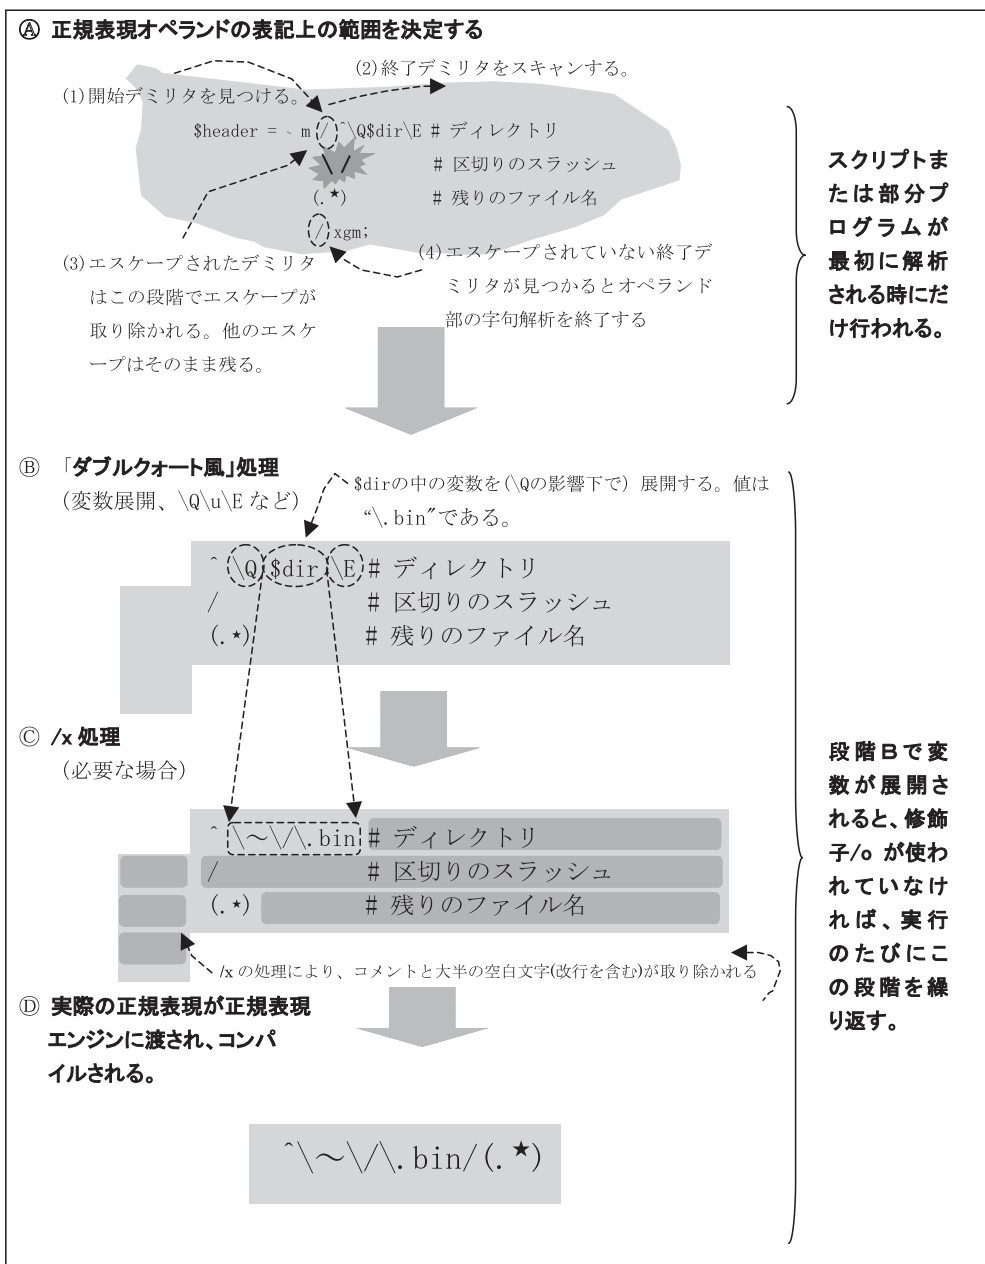 Ⓐ 正規表現オペランドの表記上の範囲を決定する
(2)終了デミリタをスキャンする。
(1)開始デミリタを見つける。
$header = ~ m / ^\Q$dir\E # ディレクトリ
\/ # 区切りのスラッシュ
(.★) # 残りのファイル名
/ xgm;
(3)エスケープされたデミリタ
はこの段階でエスケープが
取り除かれる。他のエスケ
ープはそのまま残る。
(4)エスケープされていない終了デ
ミリタが見つかるとオペランド
部の字句解析を終了する
スクリプトま
たは部分プ
ログラムが
最初に解析
される時にだ
け行われる。
Ⓑ 「ダブルクォート風」処理
(変数展開、\Q\u\E など)
$dirの中の変数を(\Qの影響下で) 展開する。値は
“\.bin”である。
^ \Q $dir \E # ディレクトリ
/ # 区切りのスラッシュ
(.★) # 残りのファイル名
Ⓒ /x 処理
(必要な場合)
^ \～\/\.bin # ディレクトリ
/ # 区切りのスラッシュ
(.★) # 残りのファイル名
/x の処理により、コメントと大半の空白文字(改行を含む)が取り除かれる
段階Bで変
数が展開さ
れると、修飾
子/o が使わ
れていなけ
れば、実行
のたびにこ
の段階を繰
り返す。
Ⓓ 実際の正規表現が正規表現
エンジンに渡され、コンパ
イルされる。
^\～\/\.bin/(.★)